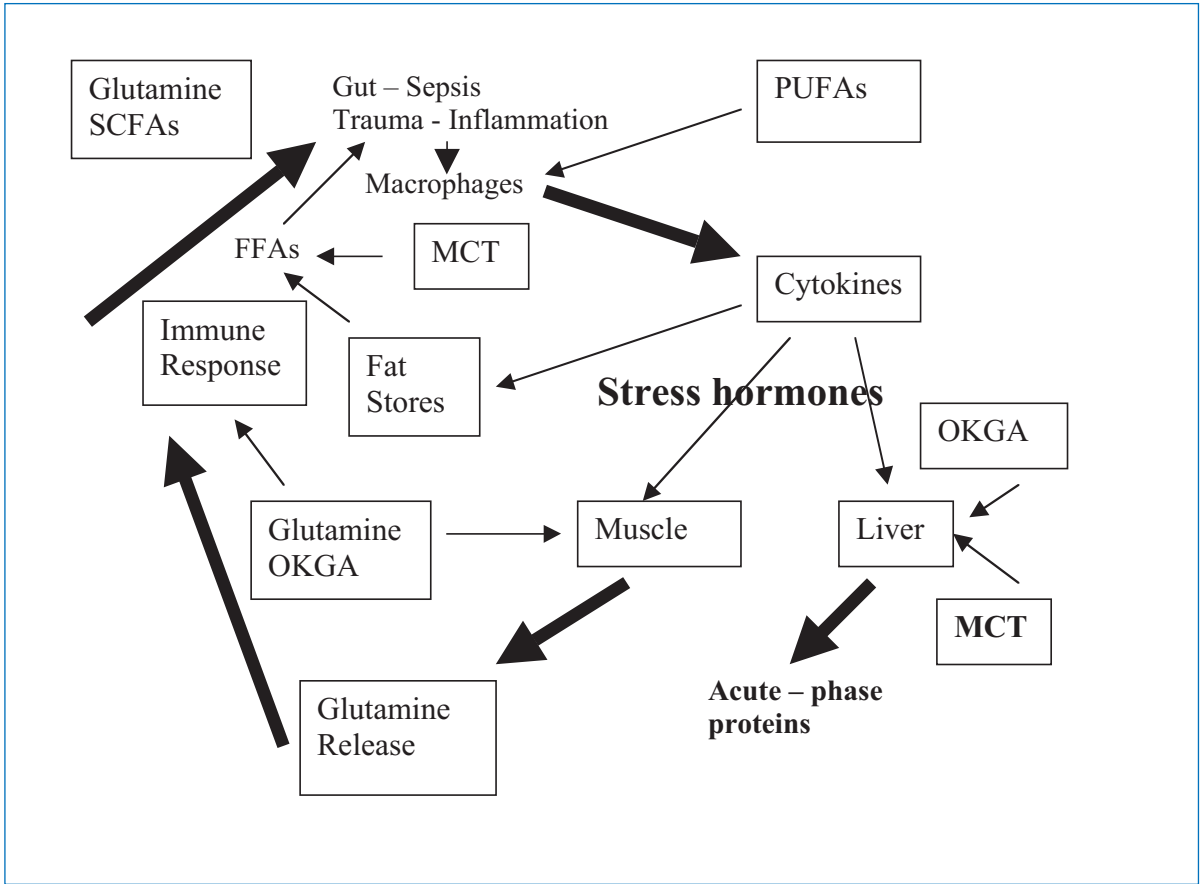 Glutamine
SCFAs
Gut – Sepsis
Trauma - Inflammation
PUFAs
Macrophages
FFAs
MCT
Cytokines
Immune
Response
Fat
Stores
Stress hormones
OKGA
Glutamine
OKGA
Muscle
Liver
MCT
Glutamine
Release
Acute – phase
proteins